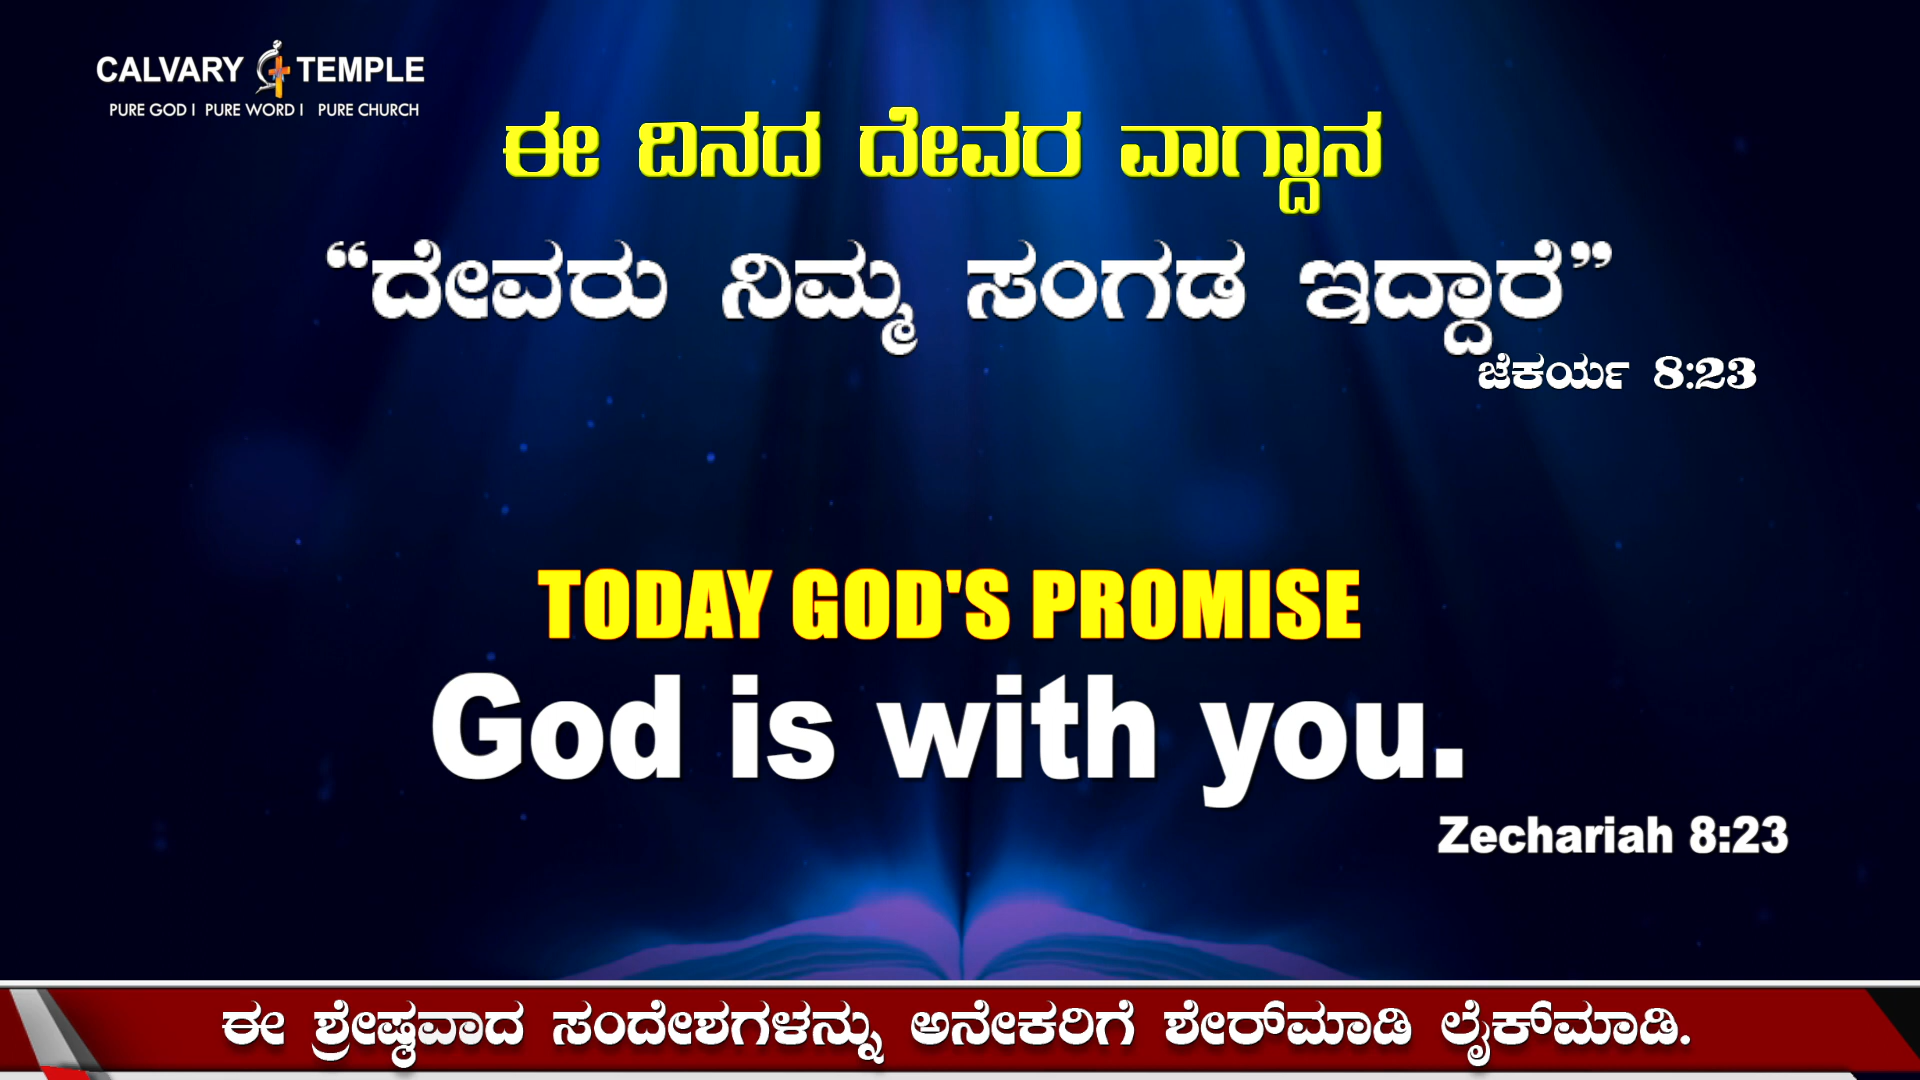 CALVARY TEMPLE
PURE GOD | PURE WORD | PURE CHURCH
ಈ ದಿನದ ದೇವರ ವಾಗ್ದಾನ
“ದೇವರು ನಿಮ್ಮ ಸಂಗಡ ಇದ್ದಾರೆ”
ಜೆಕರ್ಯ 8:23
TODAY GOD'S PROMISE
God is with you.
Zechariah 8:23
ಈ ಶ್ರೇಷ್ಠವಾದ ಸಂದೇಶಗಳನ್ನು ಅನೇಕರಿಗೆ ಶೇರ್‌ಮಾಡಿ ಲೈಕ್‌ಮಾಡಿ.